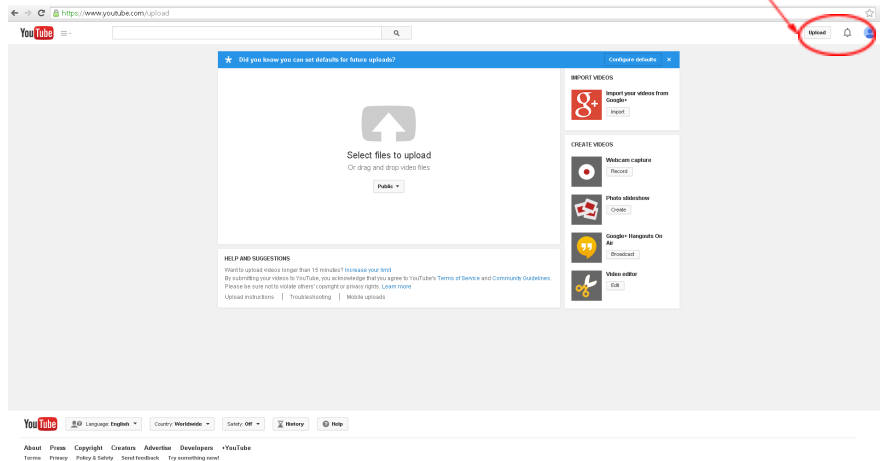 https://www.youtube.com/upload
YouTube
Upload
Did you know you can set defaults for future uploads?
Configure defaults ×
Select files to upload
Or drag and drop video files
Public
IMPORT VIDEOS
Import your videos from
Google+
Import
CREATE VIDEOS
Webcam capture
Record
Photo slideshow
Create
Google+ Hangouts On
Air
Broadcast
Video editor
Edit
HELP AND SUGGESTIONS
Want to upload videos longer than 15 minutes? Increase your limit
By submitting your videos to YouTube, you acknowledge that you agree to YouTube's Terms of Service and Community Guidelines.
Please be sure not to violate others' copyright or privacy rights. Learn more
Upload instructions | Troubleshooting | Mobile uploads
YouTube Language: English Country: Worldwide Safety: Off History Help
About Press Copyright Creators Advertise Developers +YouTube
Terms Privacy Policy & Safety Send feedback Try something new!